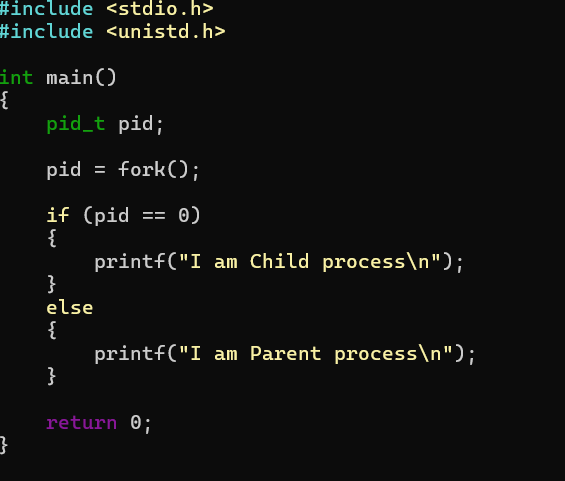 #include <stdio.h>
#include <unistd.h>

int main()
{
    pid_t pid;

    pid = fork();

    if (pid == 0)
    {
        printf("I am Child process\n");
    }
    else
    {
        printf("I am Parent process\n");
    }

    return 0;
}